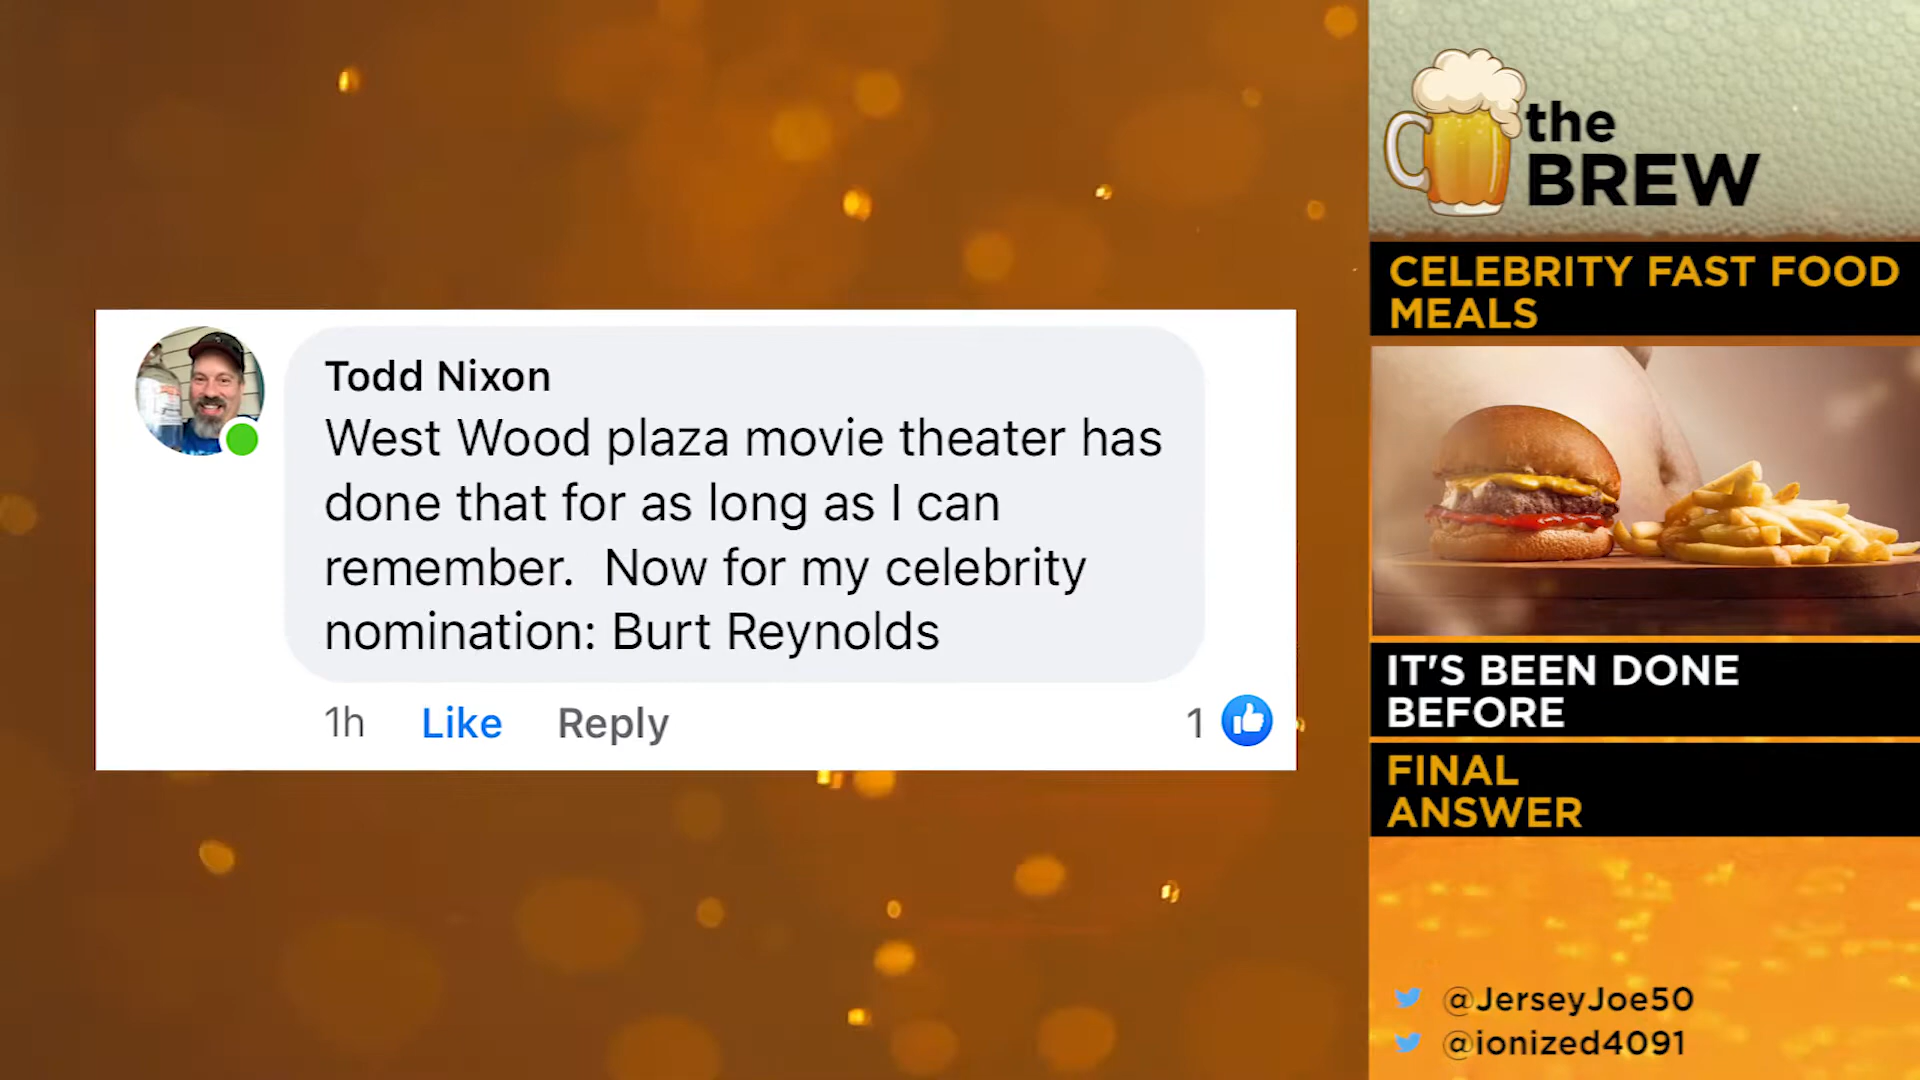 Todd Nixon
West Wood plaza movie theater has
done that for as long as I can
remember.  Now for my celebrity
nomination: Burt Reynolds
1h Like Reply 1
the
BREW
CELEBRITY FAST FOOD
MEALS
IT'S BEEN DONE
BEFORE
FINAL
ANSWER
@JerseyJoe50
@ionized4091